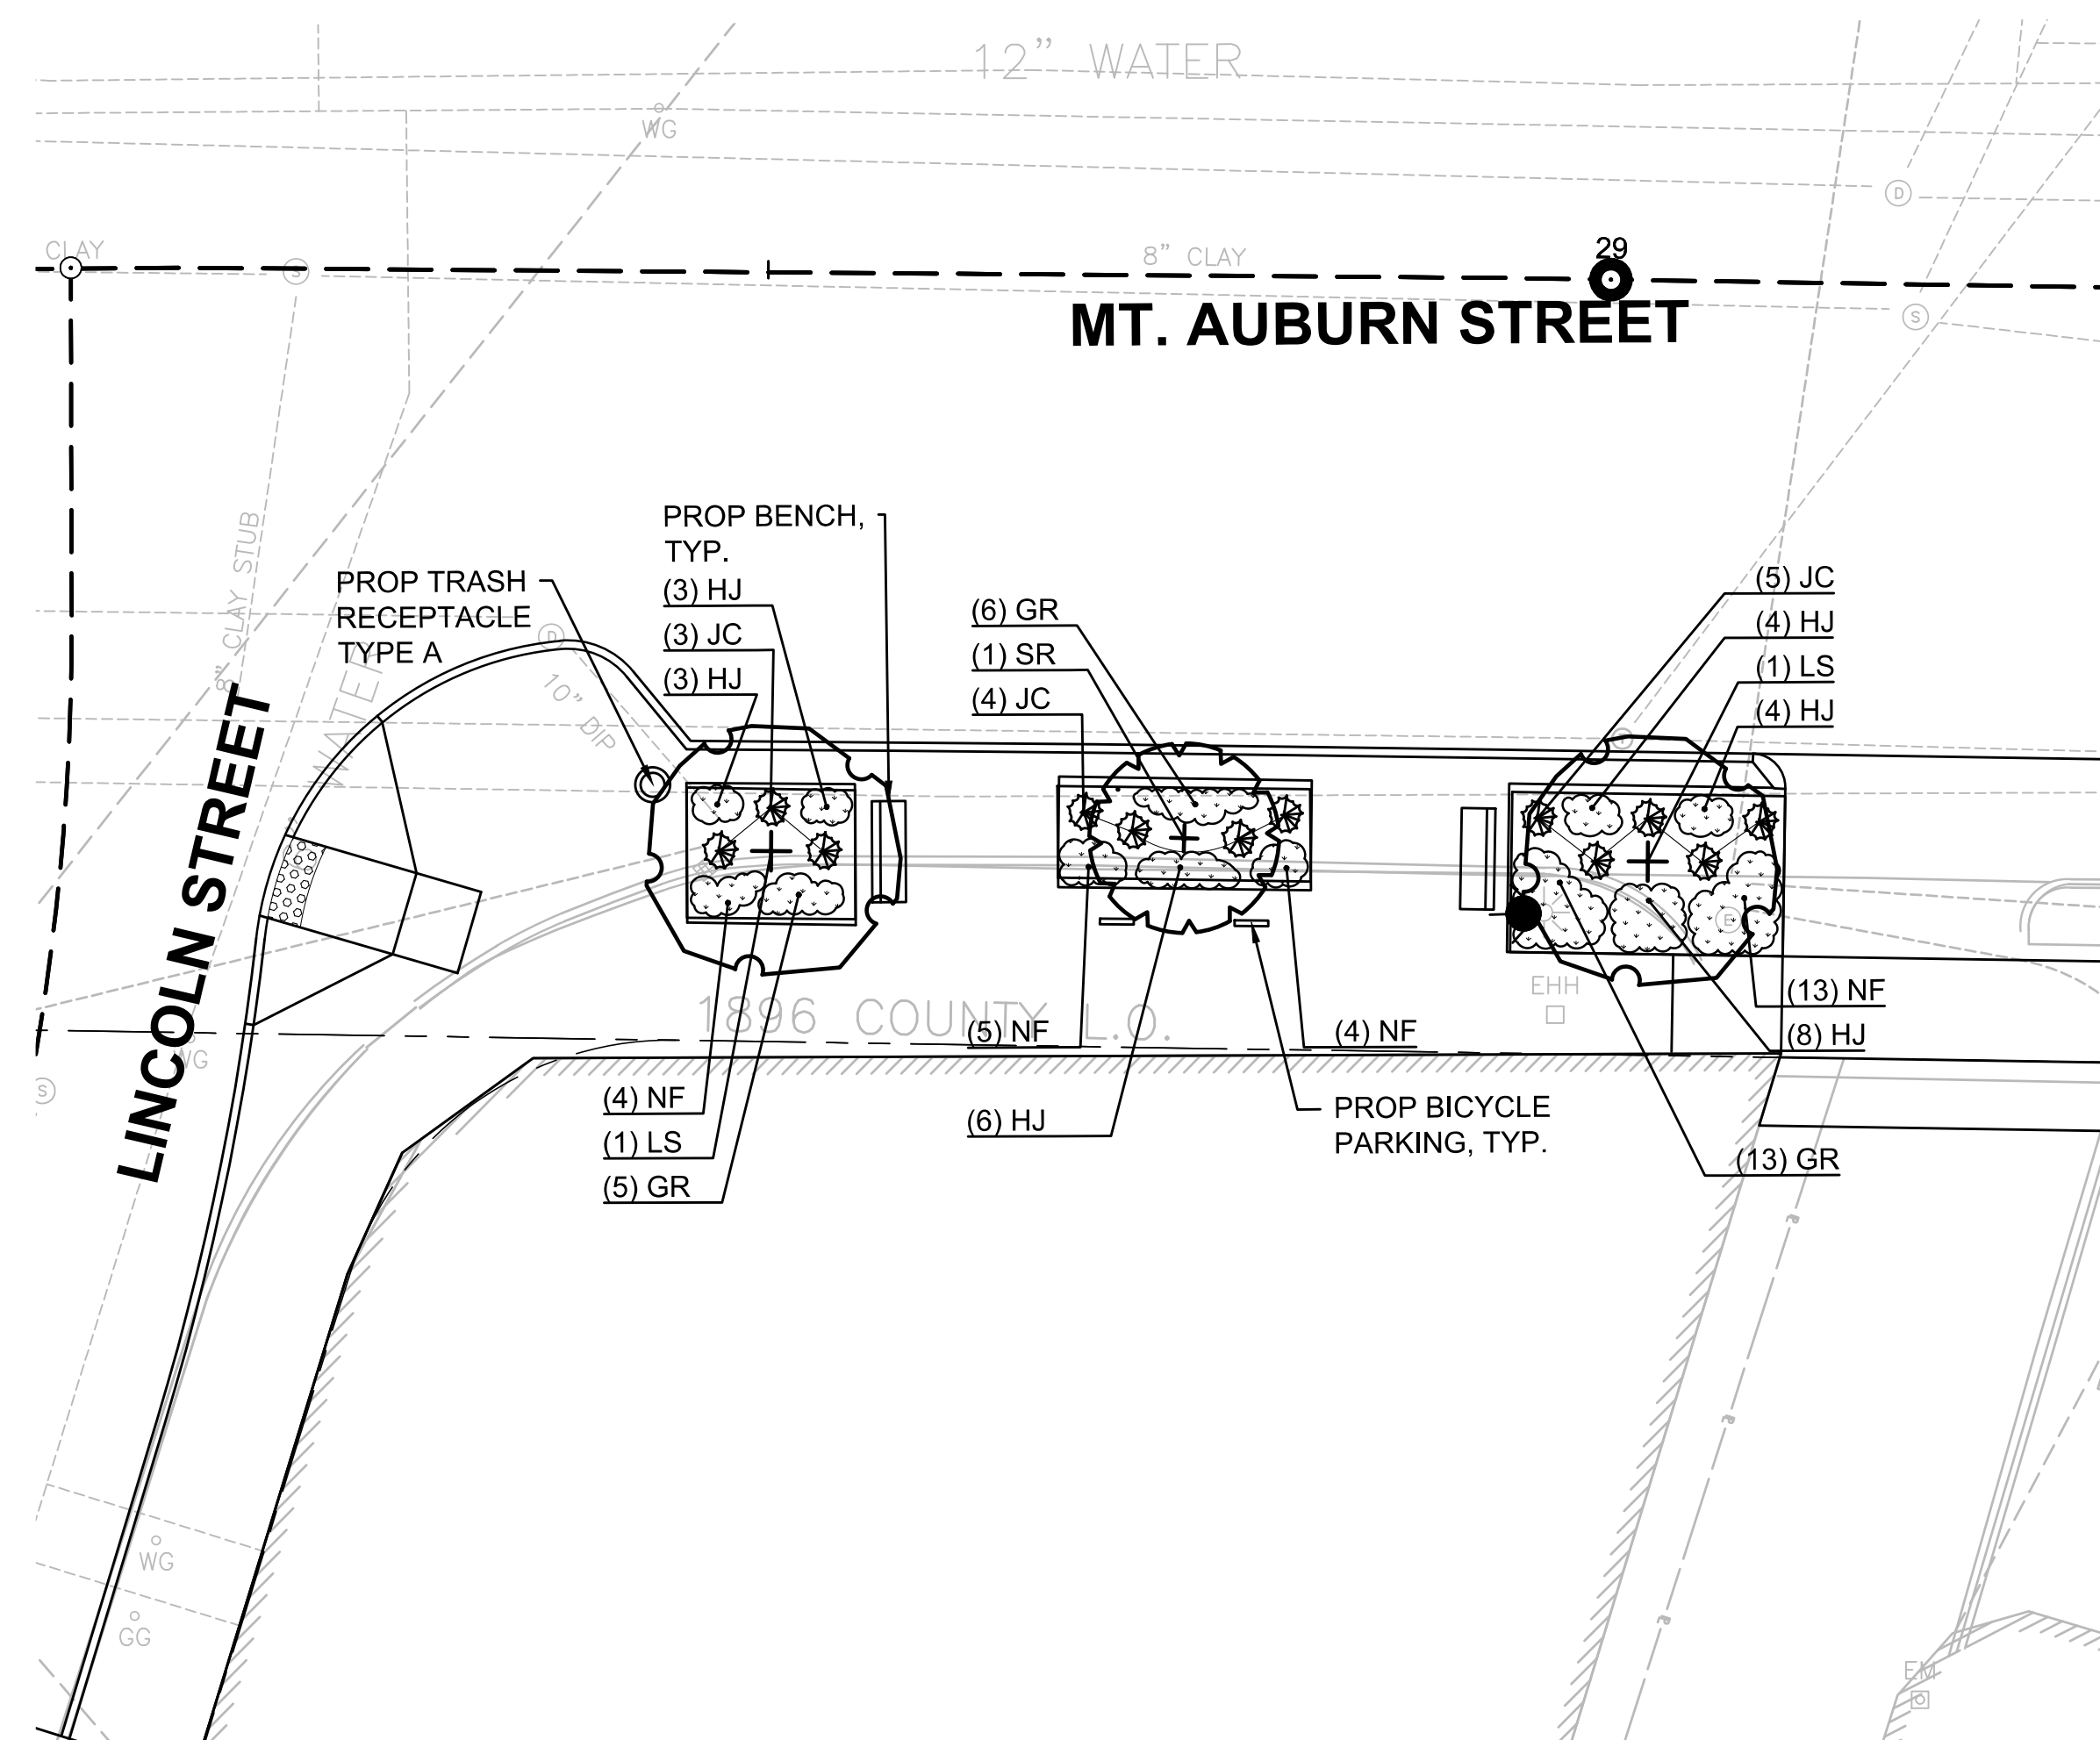 12" WATER
WG
D
CLAY
S
8" CLAY
29
MT. AUBURN STREET
S
8" CLAY STUB
WATER
D
10" DIP
PROP TRASH
RECEPTACLE
TYPE A
PROP BENCH,
TYP.
(3) HJ
(3) JC
(3) HJ
(6) GR
(1) SR
(4) JC
(5) JC
(4) HJ
(1) LS
(4) HJ
LINCOLN STREET
E
EHH
1896 COUNTY L.O.
WG
S
(5) NF
(4) NF
(13) NF
(8) HJ
(4) NF
(1) LS
(5) GR
(6) HJ
PROP BICYCLE
PARKING, TYP.
(13) GR
WG
GG
EM